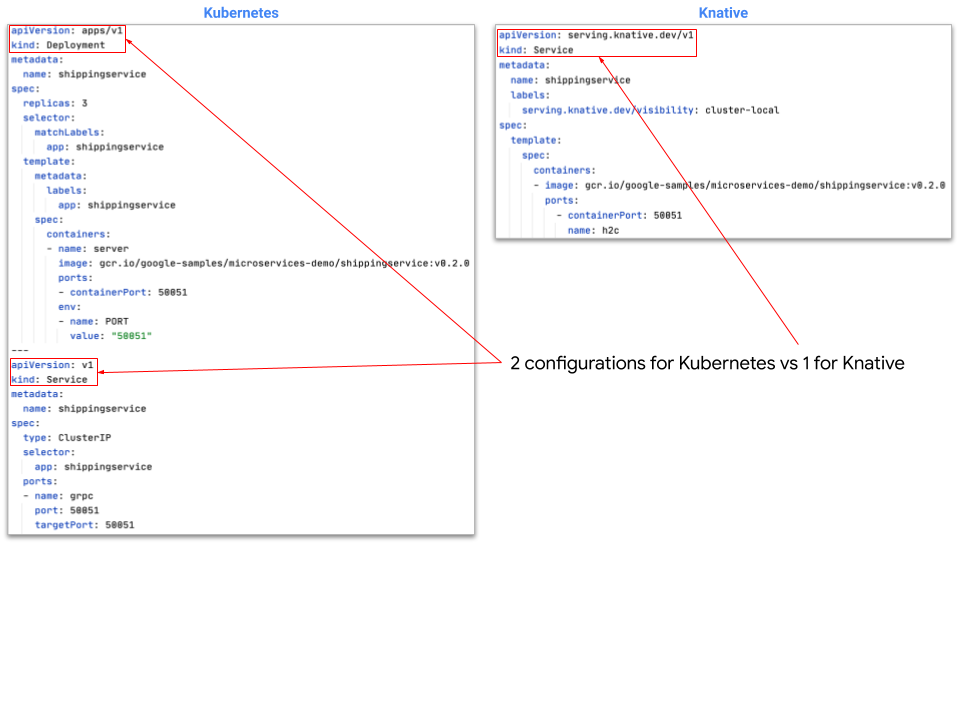 Kubernetes
apiVersion: apps/v1
kind: Deployment
metadata:
  name: shippingservice
spec:
  replicas: 3
  selector:
    matchLabels:
      app: shippingservice
  template:
    metadata:
      labels:
        app: shippingservice
    spec:
      containers:
      - name: server
        image: gcr.io/google-samples/microservices-demo/shippingservice:v0.2.0
        ports:
        - containerPort: 50051
        env:
        - name: PORT
          value: "50051"
---
apiVersion: v1
kind: Service
metadata:
  name: shippingservice
spec:
  type: ClusterIP
  selector:
    app: shippingservice
  ports:
  - name: grpc
    port: 50051
    targetPort: 50051
Knative
apiVersion: serving.knative.dev/v1
kind: Service
metadata:
  name: shippingservice
  labels:
    serving.knative.dev/visibility: cluster-local
spec:
  template:
    spec:
      containers:
      - image: gcr.io/google-samples/microservices-demo/shippingservice:v0.2.0
        ports:
          - containerPort: 50051
            name: h2c
2 configurations for Kubernetes vs 1 for Knative